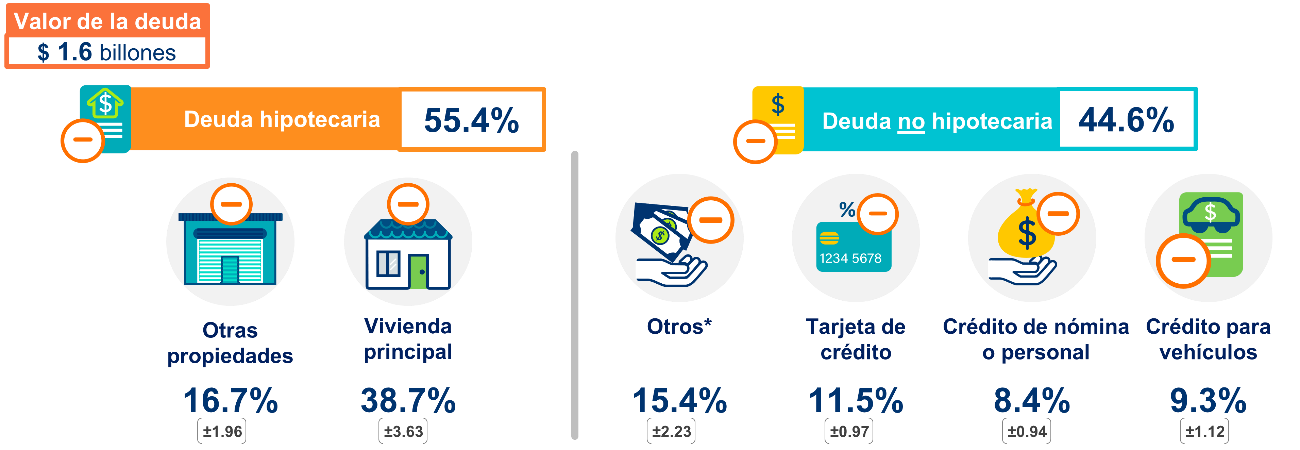 Valor de la deuda
$ 1.6 billones
$
Deuda hipotecaria
55.4%
$
Deuda no hipotecaria
44.6%
Otras
propiedades
16.7%
±1.96
Vivienda
principal
38.7%
±3.63
$
Otros*
15.4%
±2.23
%
1234 5678
Tarjeta de
crédito
11.5%
±0.97
$
Crédito de nómina
o personal
8.4%
±0.94
$
Crédito para
vehículos
9.3%
±1.12